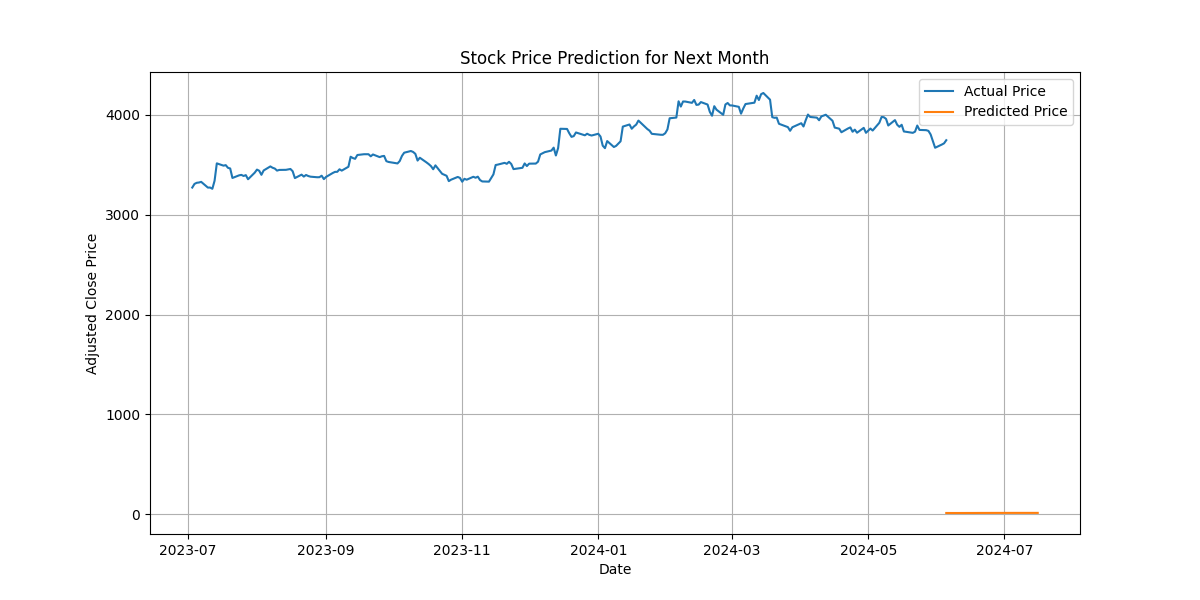 Stock Price Prediction for Next Month
Actual Price
Predicted Price
Adjusted Close Price
4000
3000
2000
1000
0
2023-07
2023-09
2023-11
2024-01
2024-03
2024-05
2024-07
Date